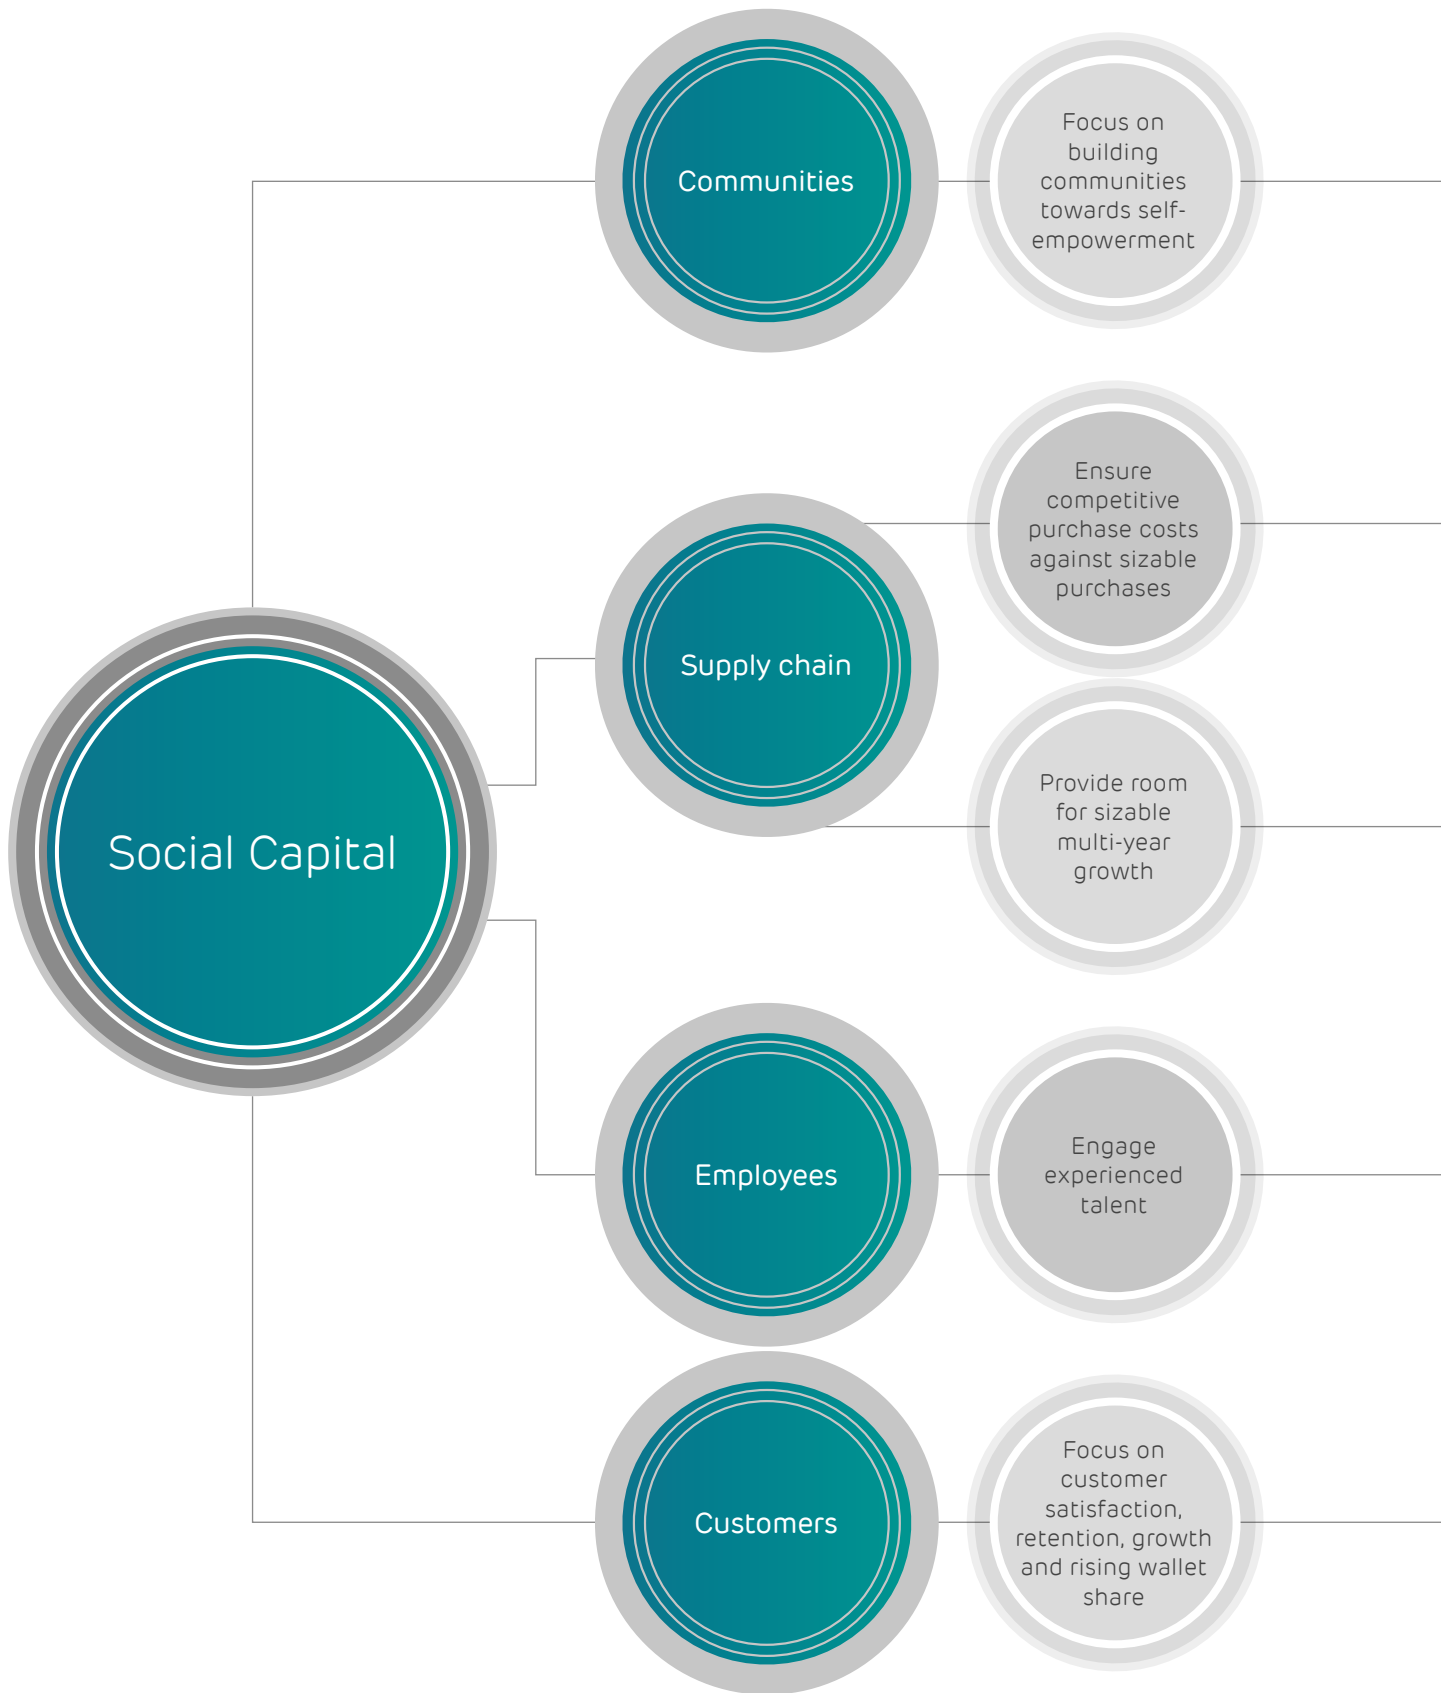 Social Capital
Communities
Focus on
building
communities
towards self-
empowerment
Supply chain
Ensure
competitive
purchase costs
against sizable
purchases
Provide room
for sizable
multi-year
growth
Employees
Engage
experienced
talent
Customers
Focus on
customer
satisfaction,
retention, growth
and rising wallet
share